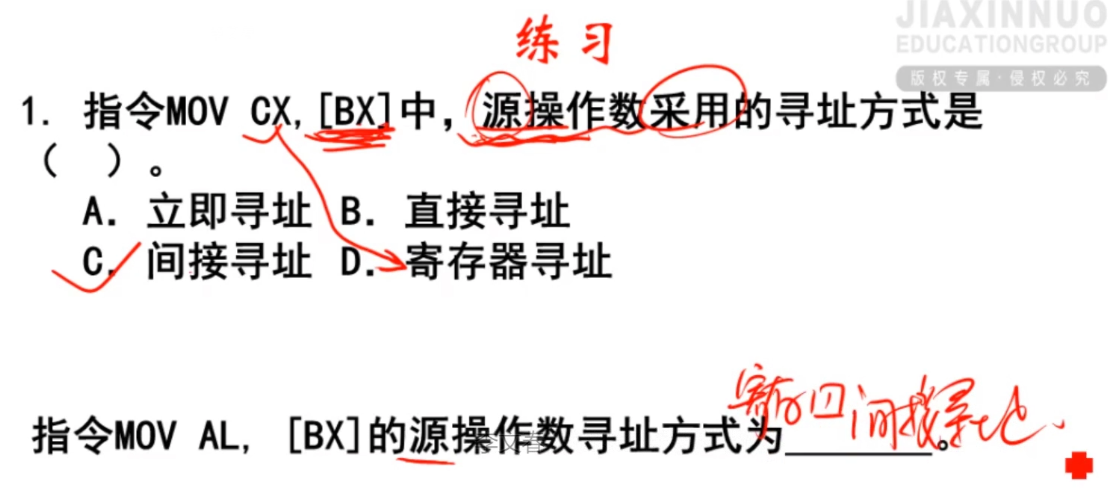 JIAXINNUO
EDUCATIONGROUP
版权专属·侵权必究
练习
1. 指令MOV CX,[BX]中，源操作数采用的寻址方式是
（ ）。
A. 立即寻址 B. 直接寻址
C. 间接寻址 D. 寄存器寻址
寄存口间接寻址
指令MOV AL, [BX]的源操作数寻址方式为________。